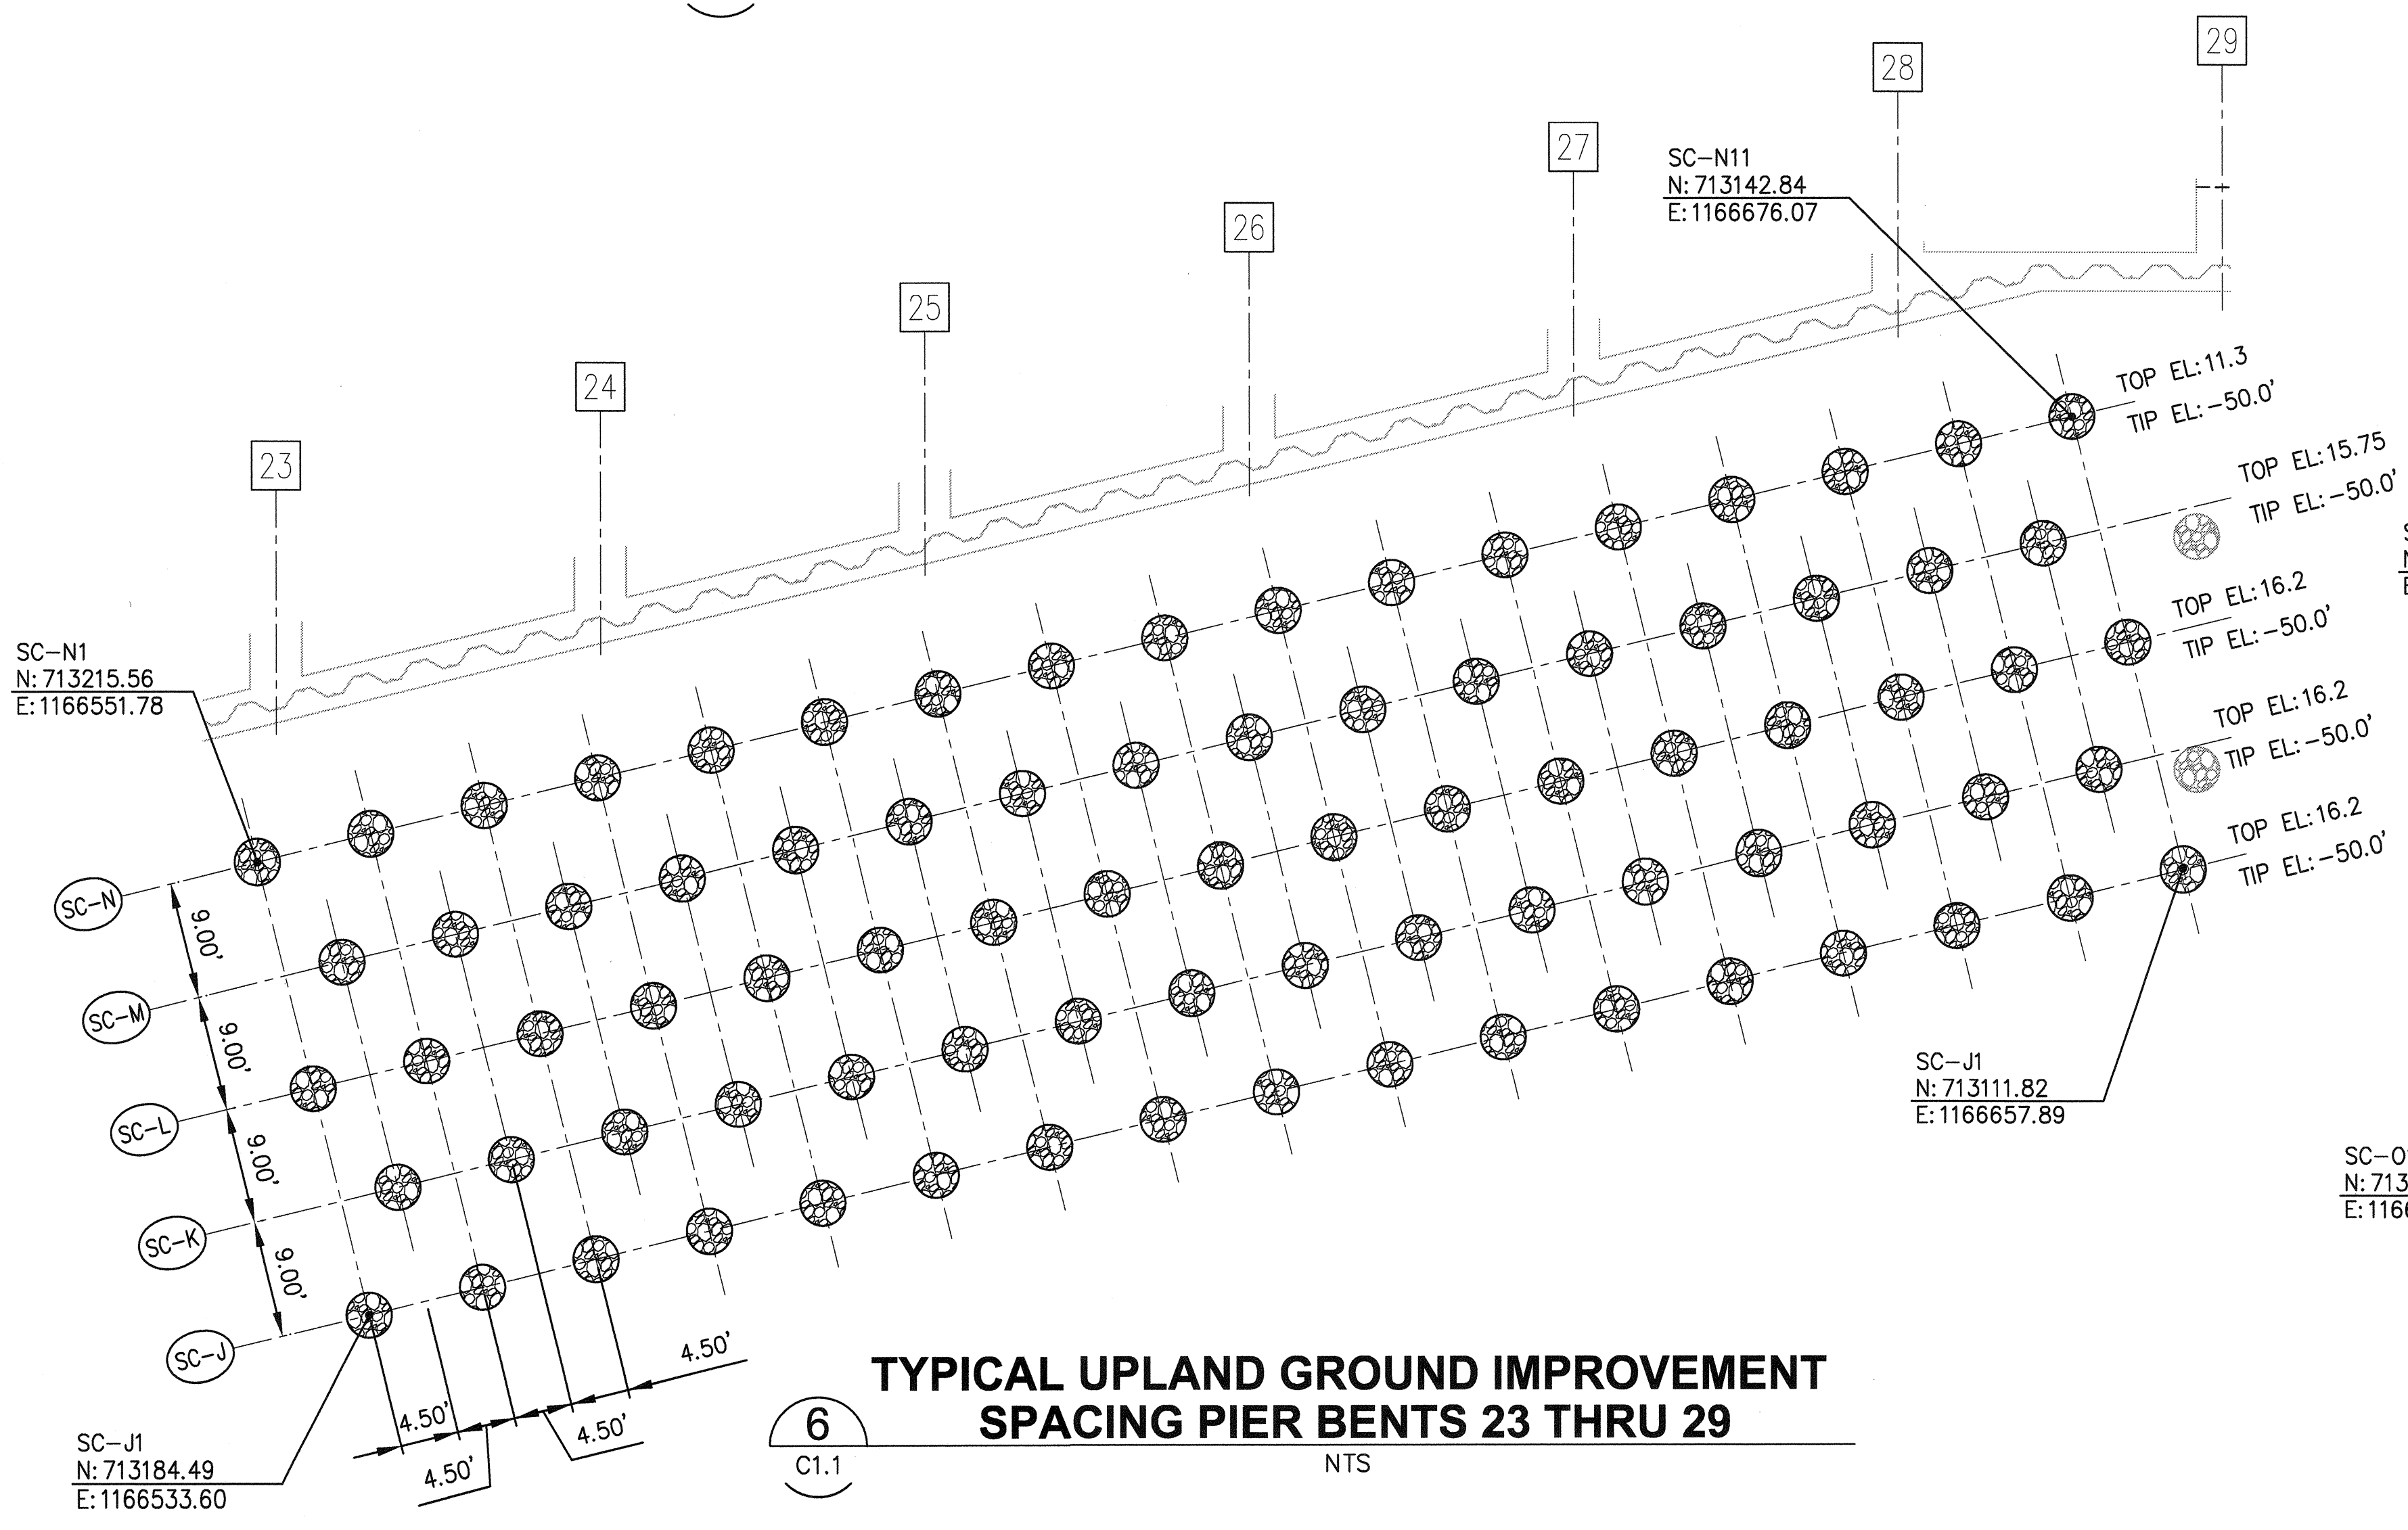 29
28
27
26
25
24
23
SC-N11
N: 713142.84
E: 1166676.07
TOP EL: 11.3
TIP EL: -50.0'
TOP EL: 15.75
TIP EL: -50.0'
TOP EL: 16.2
TIP EL: -50.0'
TOP EL: 16.2
TIP EL: -50.0'
TOP EL: 16.2
TIP EL: -50.0'
SC-N1
N: 713215.56
E: 1166551.78
SC-N
9.00'
SC-M
9.00'
SC-L
9.00'
SC-K
9.00'
SC-J
SC-J1
N: 713111.82
E: 1166657.89
SC-O
N: 713
E: 116
4.50'
4.50'
4.50'
4.50'
SC-J1
N: 713184.49
E: 1166533.60
TYPICAL UPLAND GROUND IMPROVEMENT
SPACING PIER BENTS 23 THRU 29
6
C1.1
NTS